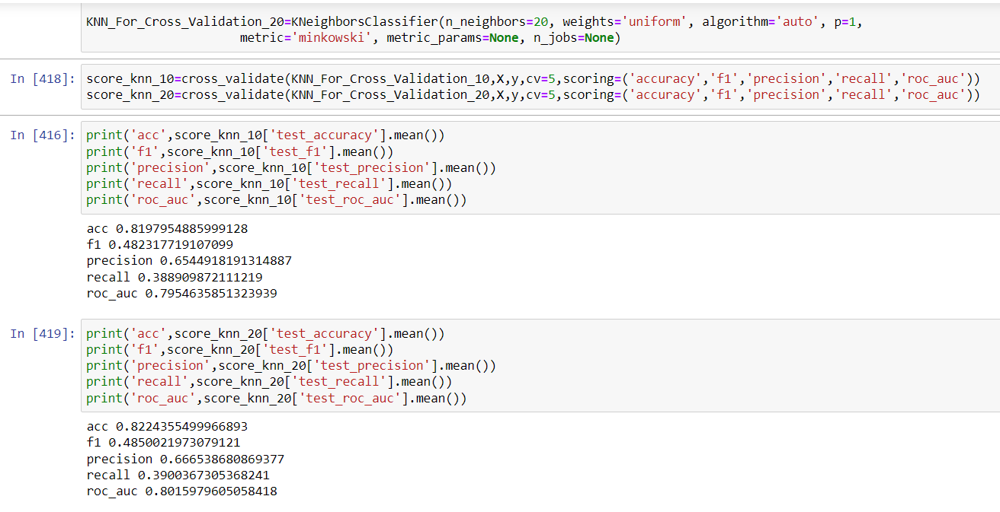 KNN_For_Cross_Validation_20=KNeighborsClassifier(n_neighbors=20, weights='uniform', algorithm='auto', p=1,
metric='minkowski', metric_params=None, n_jobs=None)
In [418]: score_knn_10=cross_validate(KNN_For_Cross_Validation_10,X,y,cv=5,scoring=('accuracy','f1','precision','recall','roc_auc'))
score_knn_20=cross_validate(KNN_For_Cross_Validation_20,X,y,cv=5,scoring=('accuracy','f1','precision','recall','roc_auc'))
In [416]: print('acc',score_knn_10['test_accuracy'].mean())
print('f1',score_knn_10['test_f1'].mean())
print('precision',score_knn_10['test_precision'].mean())
print('recall',score_knn_10['test_recall'].mean())
print('roc_auc',score_knn_10['test_roc_auc'].mean())
acc 0.8197954885999128
f1 0.482317719107099
precision 0.6544918191314887
recall 0.388909872111219
roc_auc 0.7954635851323939
In [419]: print('acc',score_knn_20['test_accuracy'].mean())
print('f1',score_knn_20['test_f1'].mean())
print('precision',score_knn_20['test_precision'].mean())
print('recall',score_knn_20['test_recall'].mean())
print('roc_auc',score_knn_20['test_roc_auc'].mean())
acc 0.8224355499966893
f1 0.4850021973079121
precision 0.666538680869377
recall 0.3900367305368241
roc_auc 0.8015979605058418